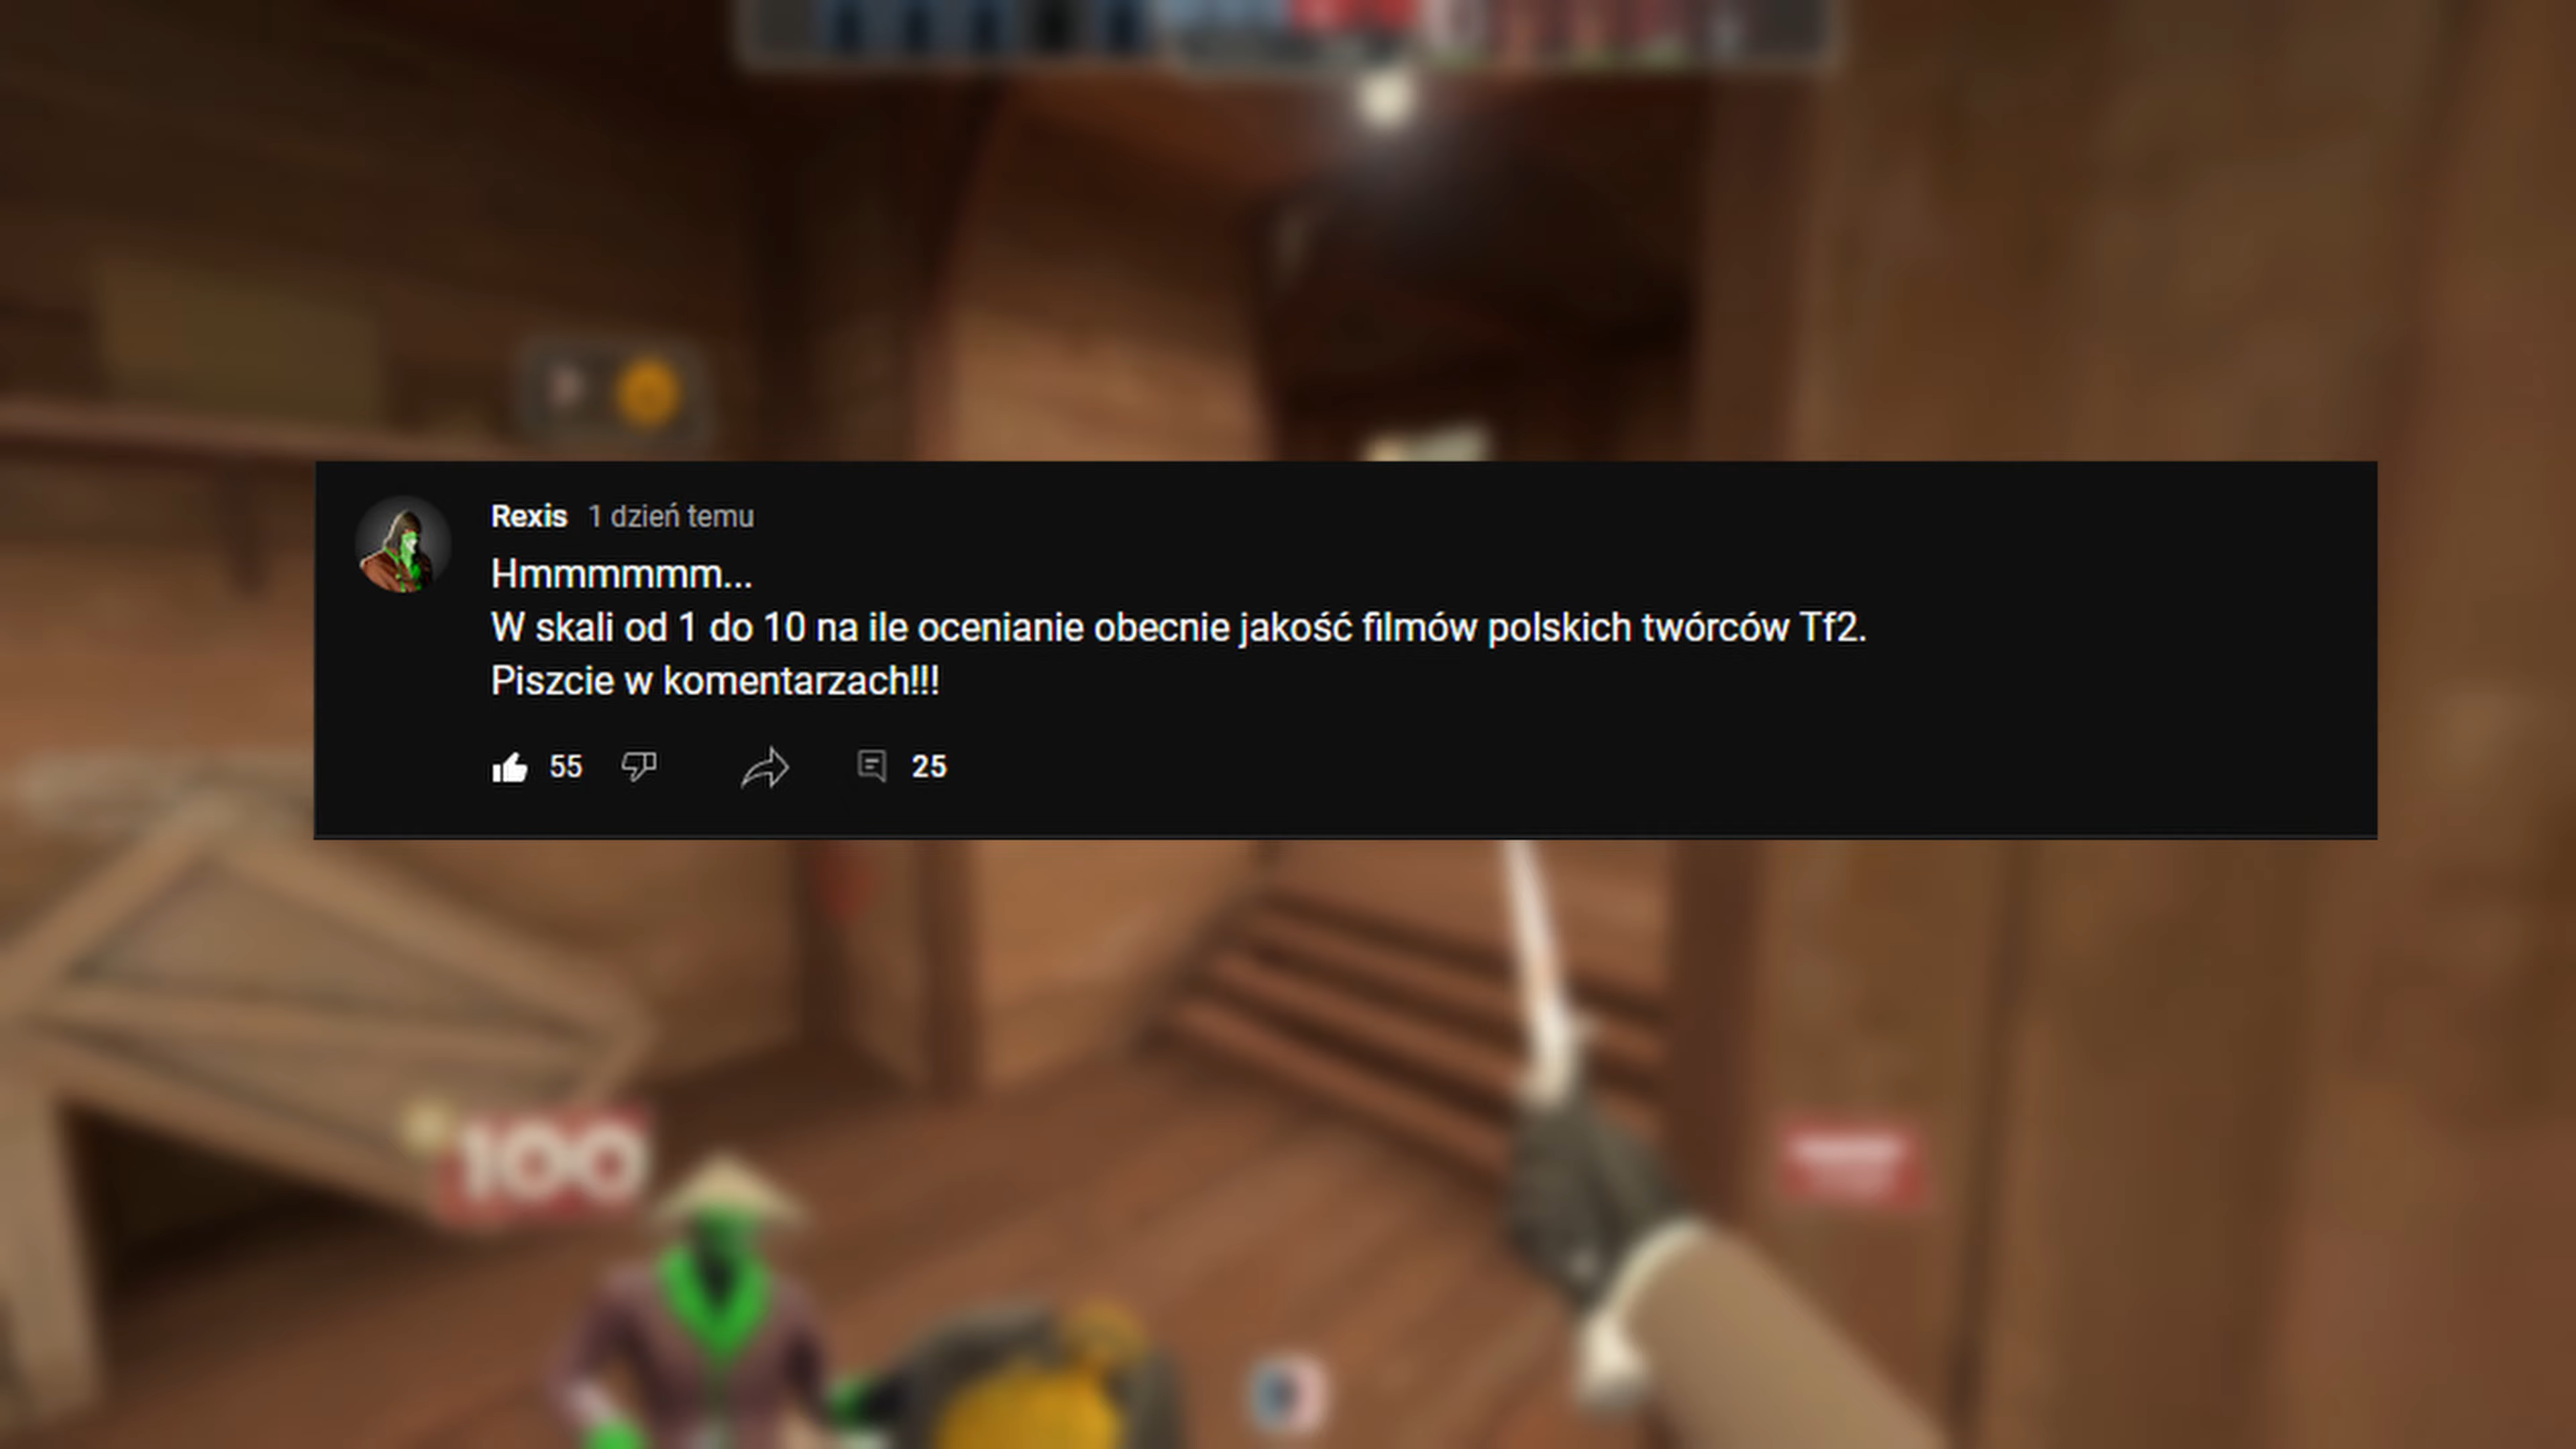 Rexis 1 dzień temu
Hmmmmmm...
W skali od 1 do 10 na ile ocenianie obecnie jakość filmów polskich twórców Tf2.
Piszcie w komentarzach!!!
55 25
100